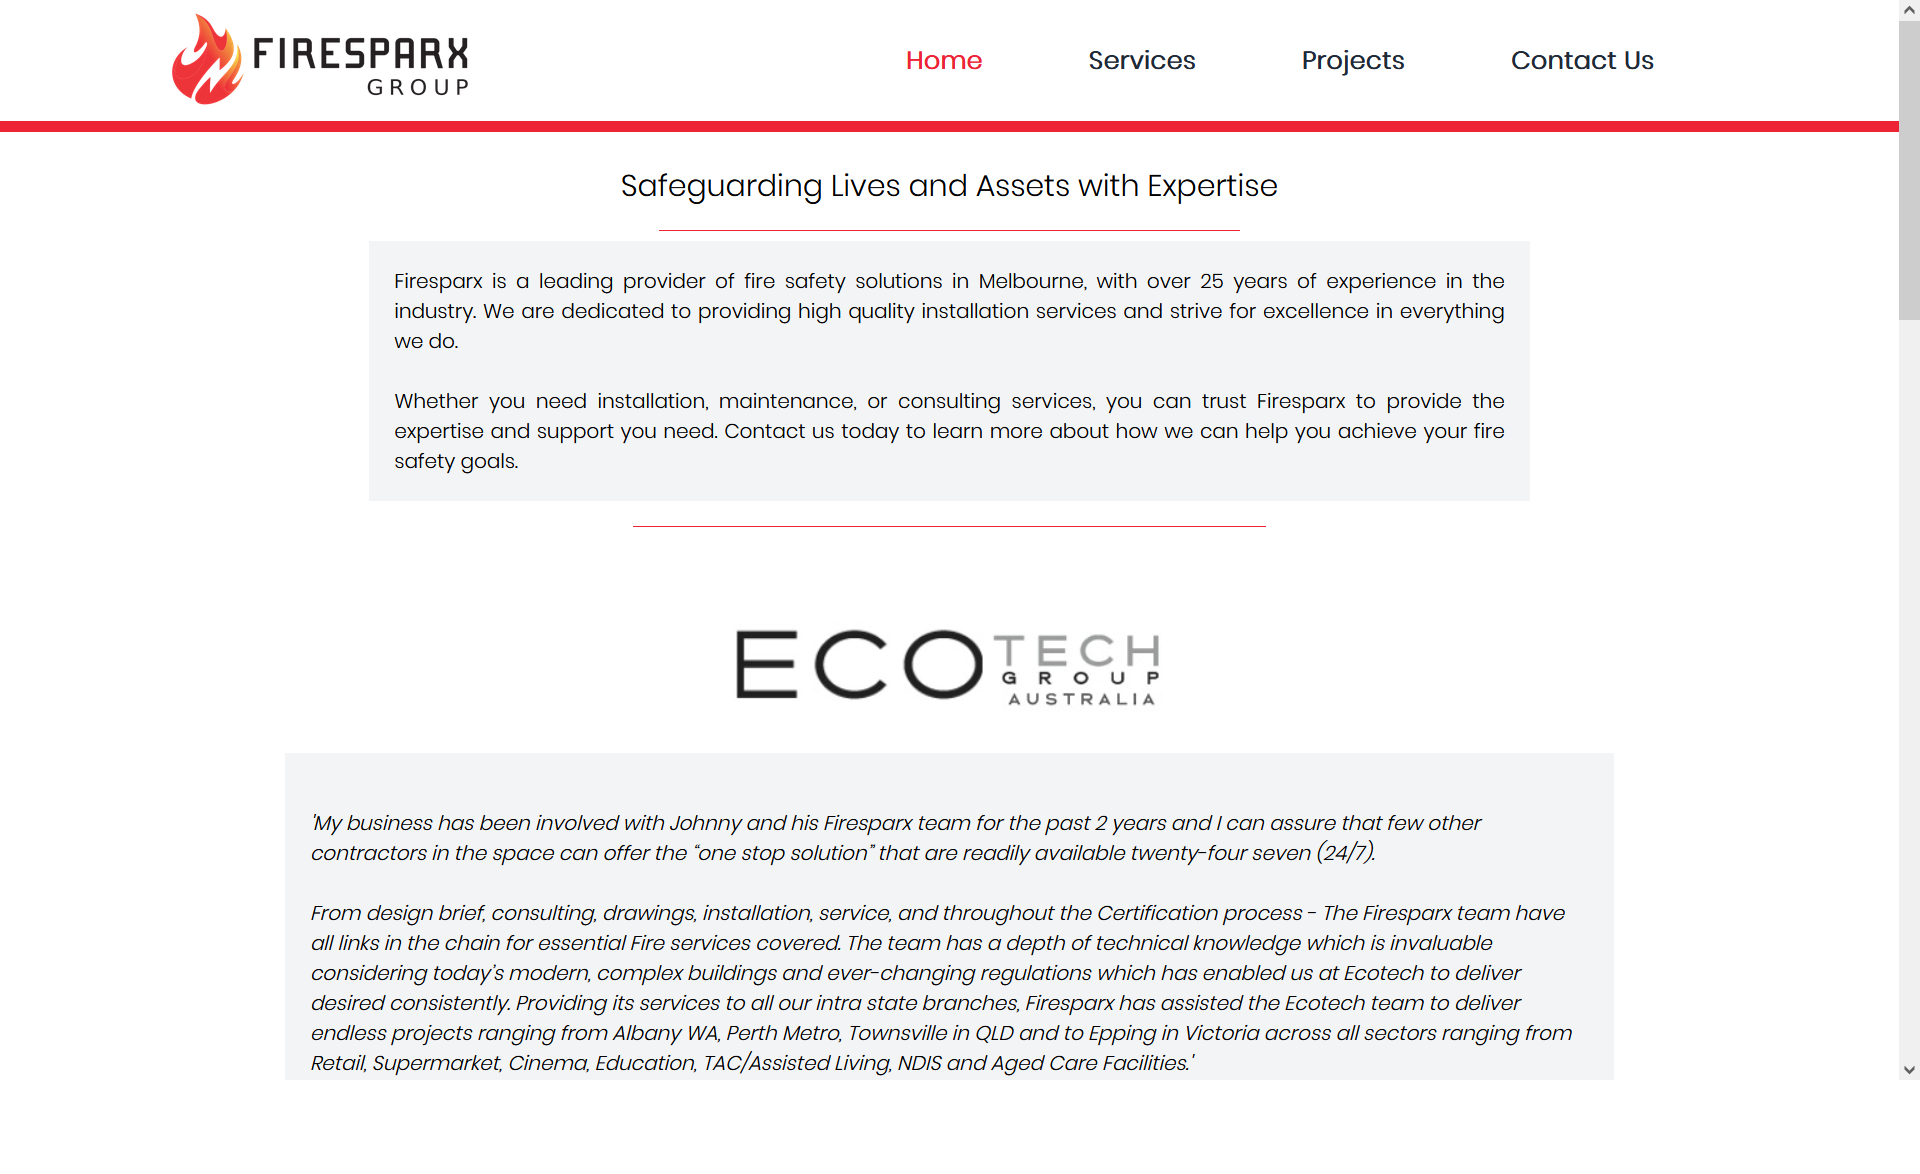 FIRESPARX
GROUP
Home
Services
Projects
Contact Us
Safeguarding Lives and Assets with Expertise
Firesparx is a leading provider of fire safety solutions in Melbourne, with over 25 years of experience in the
industry. We are dedicated to providing high quality installation services and strive for excellence in everything
we do.
Whether you need installation, maintenance, or consulting services, you can trust Firesparx to provide the
expertise and support you need. Contact us today to learn more about how we can help you achieve your fire
safety goals.
ECO TECH
GROUP
AUSTRALIA
'My business has been involved with Johnny and his Firesparx team for the past 2 years and I can assure that few other
contractors in the space can offer the “one stop solution” that are readily available twenty-four seven (24/7).
From design brief, consulting, drawings, installation, service, and throughout the Certification process - The Firesparx team have
all links in the chain for essential Fire services covered. The team has a depth of technical knowledge which is invaluable
considering today’s modern, complex buildings and ever-changing regulations which has enabled us at Ecotech to deliver
desired consistently. Providing its services to all our intra state branches, Firesparx has assisted the Ecotech team to deliver
endless projects ranging from Albany WA, Perth Metro, Townsville in QLD and to Epping in Victoria across all sectors ranging from
Retail, Supermarket, Cinema, Education, TAC/Assisted Living, NDIS and Aged Care Facilities.'